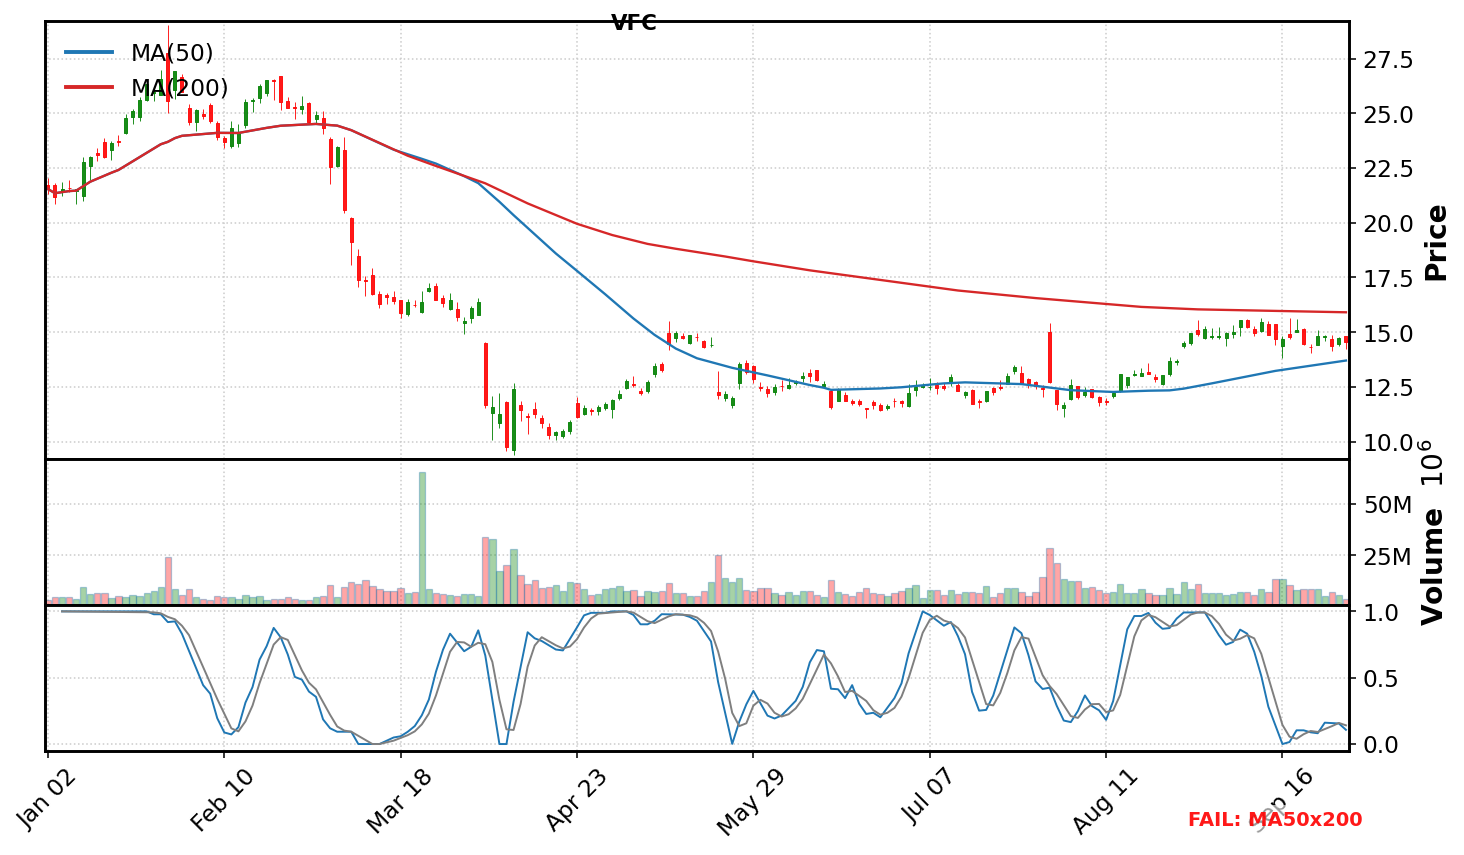 VFC
MA(50)
MA(200)
27.5
25.0
22.5
20.0
17.5
15.0
12.5
10.0
Price
50M
25M
Volume 10^6
1.0
0.5
0.0
Jan 02
Feb 10
Mar 18
Apr 23
May 29
Jul 07
Aug 11
Sep 16
FAIL: MA50x200